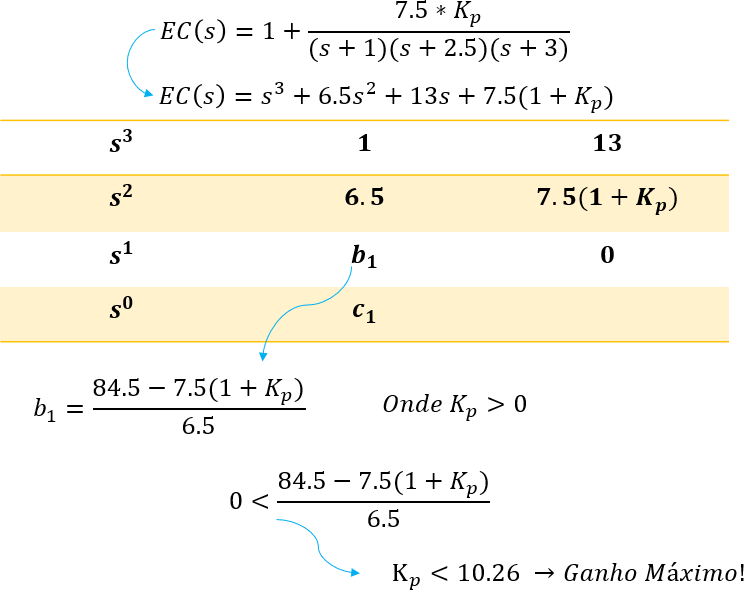 EC(s) = 1 + \frac{7.5 * K_p}{(s + 1)(s + 2.5)(s + 3)}
EC(s) = s^3 + 6.5s^2 + 13s + 7.5(1 + K_p)
s^3 1 13
s^2 6.5 7.5(1 + K_p)
s^1 b_1 0
s^0 c_1
b_1 = \frac{84.5 − 7.5(1 + K_p)}{6.5} Onde K_p > 0
0 < \frac{84.5 − 7.5(1 + K_p)}{6.5}
K_p < 10.26 → Ganho Máximo!